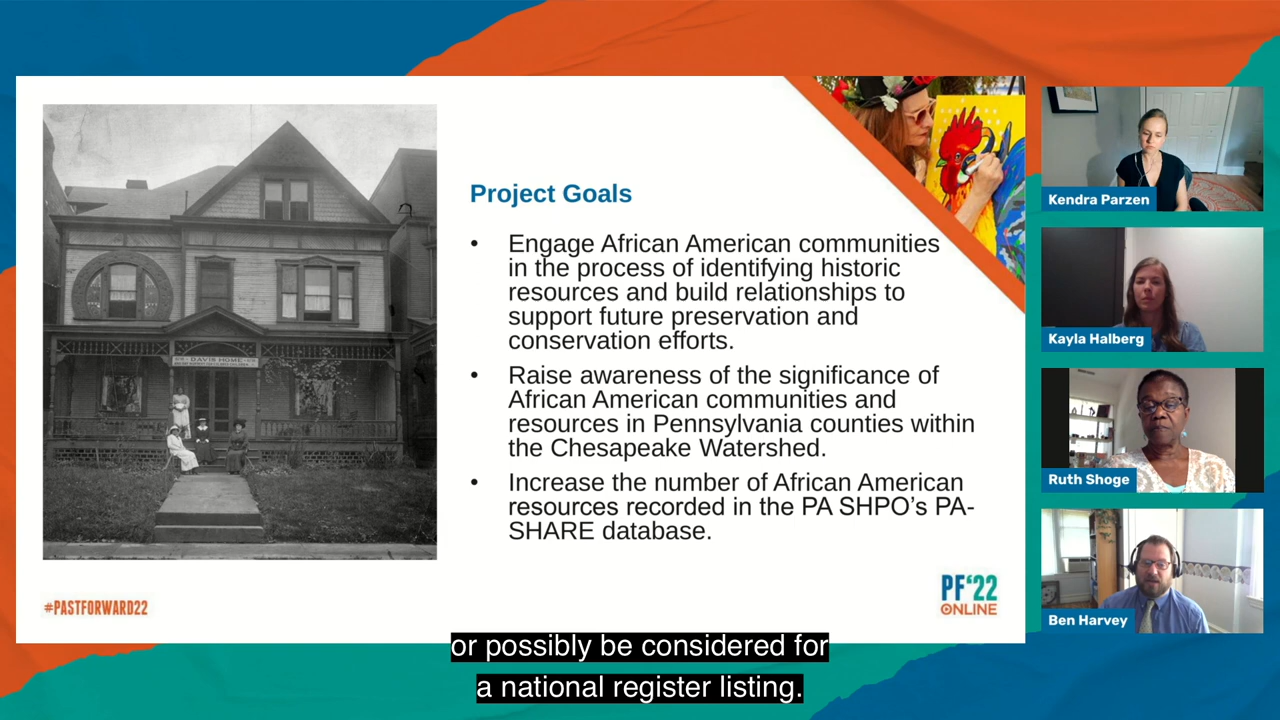 DAVIS HOME
Project Goals
• Engage African American communities
in the process of identifying historic
resources and build relationships to
support future preservation and
conservation efforts.
• Raise awareness of the significance of
African American communities and
resources in Pennsylvania counties within
the Chesapeake Watershed.
• Increase the number of African American
resources recorded in the PA SHPO’s PA-
SHARE database.
#PASTFORWARD22
PF‘22
ONLINE
Kendra Parzen
Kayla Halberg
Ruth Shoge
Ben Harvey
or possibly be considered for
a national register listing.